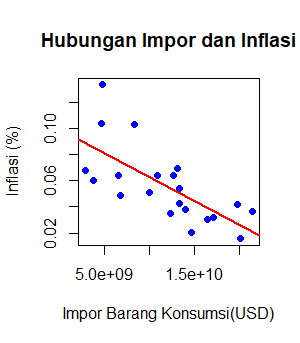 Hubungan Impor dan Inflasi
Inflasi (%)
0.10
0.06
0.02
5.0e+09
1.5e+10
Impor Barang Konsumsi(USD)